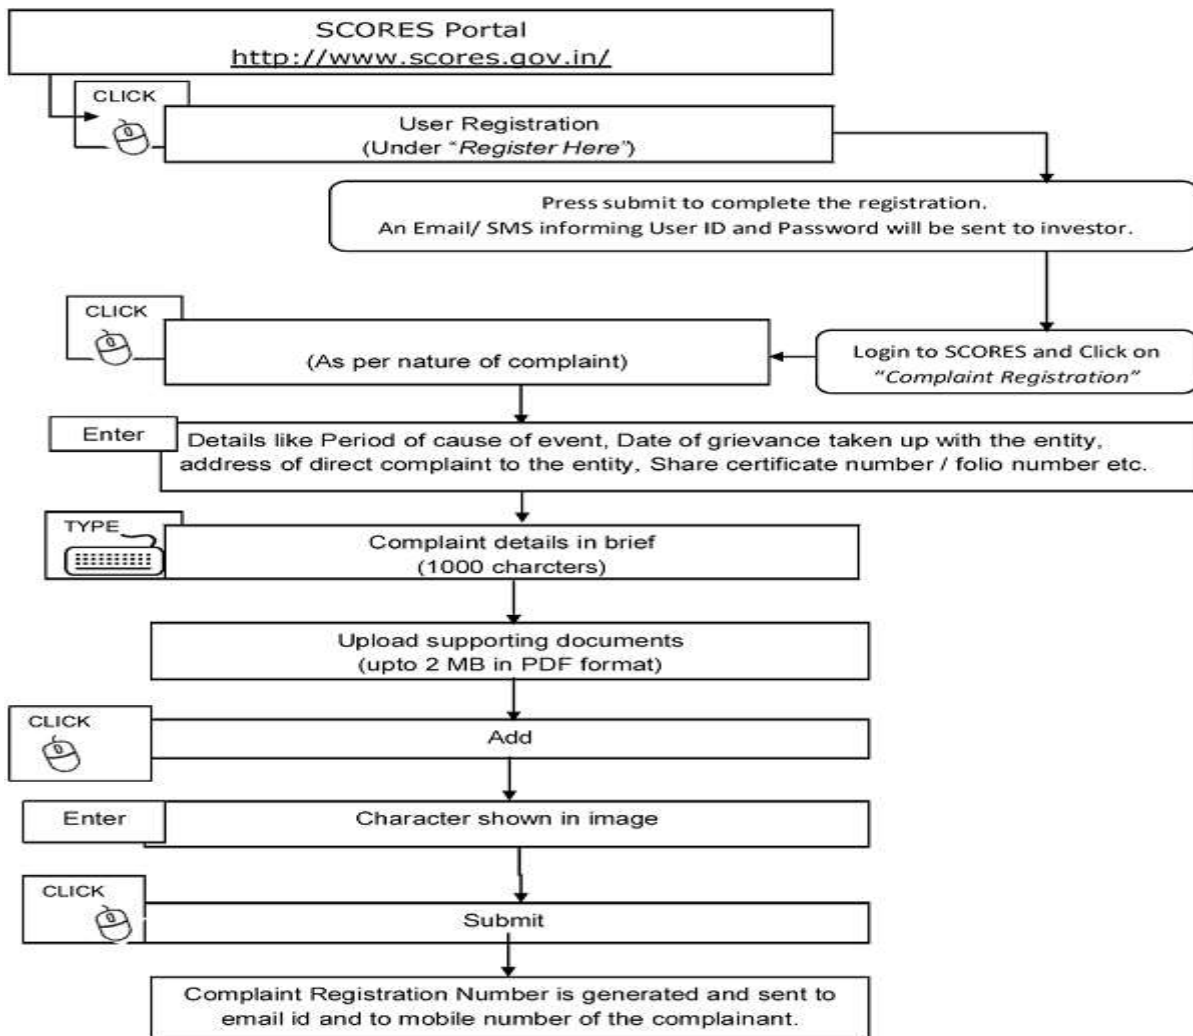 SCORES Portal
http://www.scores.gov.in/
CLICK
User Registration
(Under "Register Here")
Press submit to complete the registration.
An Email/ SMS informing User ID and Password will be sent to investor.
Login to SCORES and Click on
"Complaint Registration"
CLICK
(As per nature of complaint)
Enter
Details like Period of cause of event, Date of grievance taken up with the entity,
address of direct complaint to the entity, Share certificate number / folio number etc.
TYPE
Complaint details in brief
(1000 charcters)
Upload supporting documents
(upto 2 MB in PDF format)
CLICK
Add
Enter
Character shown in image
CLICK
Submit
Complaint Registration Number is generated and sent to
email id and to mobile number of the complainant.